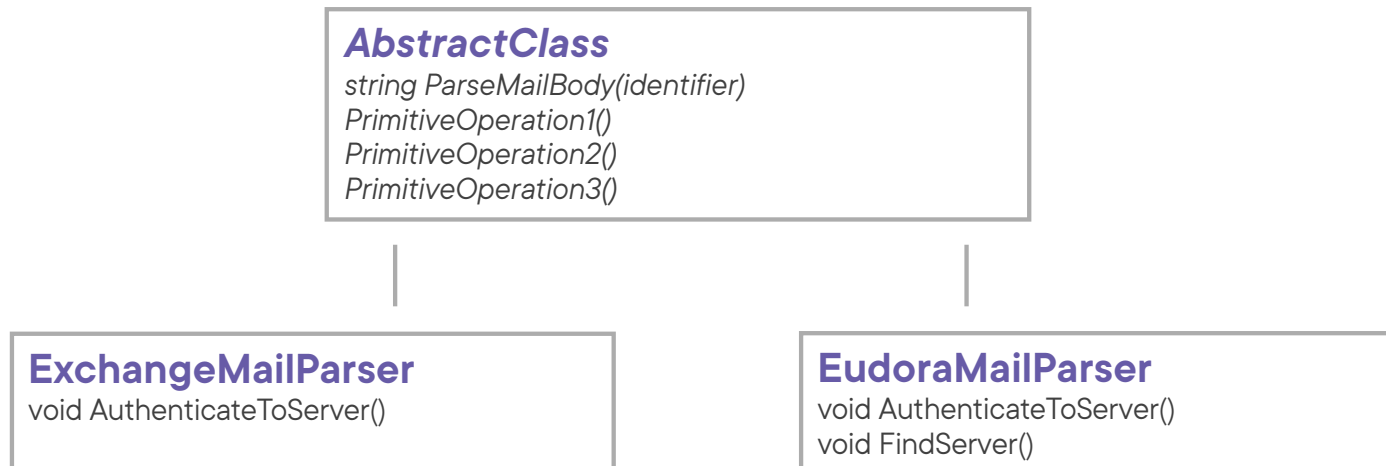 AbstractClass
string ParseMailBody(identifier)
PrimitiveOperation1()
PrimitiveOperation2()
PrimitiveOperation3()
ExchangeMailParser
void AuthenticateToServer()
EudoraMailParser
void AuthenticateToServer()
void FindServer()